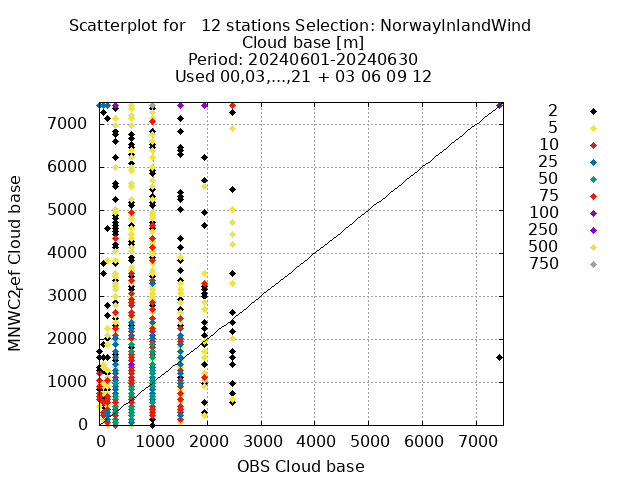 Scatterplot for 12 stations Selection: NorwayInlandWind
Cloud base [m]
Period: 20240601-20240630
Used 00,03,...,21 + 03 06 09 12
MNWC2_ref Cloud base
7000
6000
5000
4000
3000
2000
1000
0
0 1000 2000 3000 4000 5000 6000 7000
OBS Cloud base
2
5
10
25
50
75
100
250
500
750